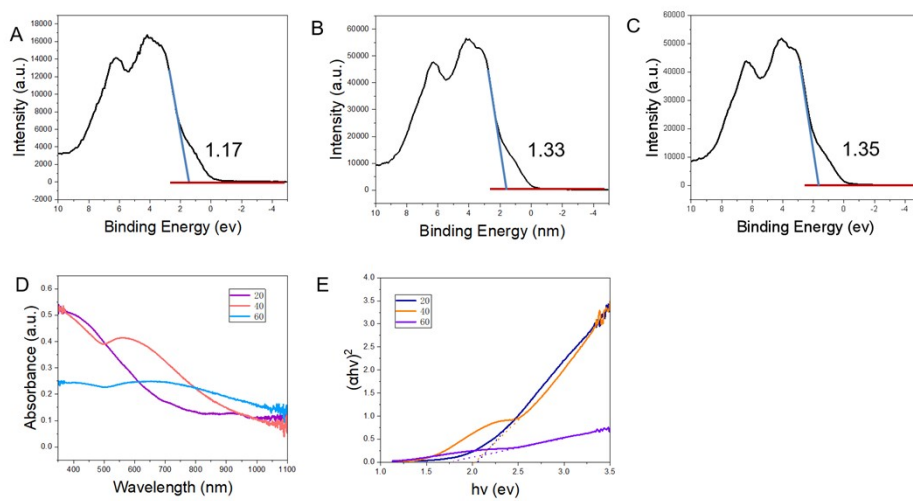 A
18000
16000
14000
12000
10000
8000
6000
4000
2000
0
-2000
Intensity (a.u.)
1.17
10 8 6 4 2 0 -2 -4
Binding Energy (ev)
B
60000
50000
40000
30000
20000
10000
0
Intensity (a.u.)
1.33
10 8 6 4 2 0 -2 -4
Binding Energy (nm)
C
60000
50000
40000
30000
20000
10000
0
Intensity (a.u.)
1.35
10 8 6 4 2 0 -2 -4
Binding Energy (ev)
D
0.6
0.5
0.4
0.3
0.2
0.1
0.0
Absorbance (a.u.)
20
40
60
400 500 600 700 800 900 1000 1100
Wavelength (nm)
E
4.0
3.5
3.0
2.5
2.0
1.5
1.0
0.5
0.0
(αhv)²
20
40
60
1.0 1.5 2.0 2.5 3.0 3.5
hv (ev)